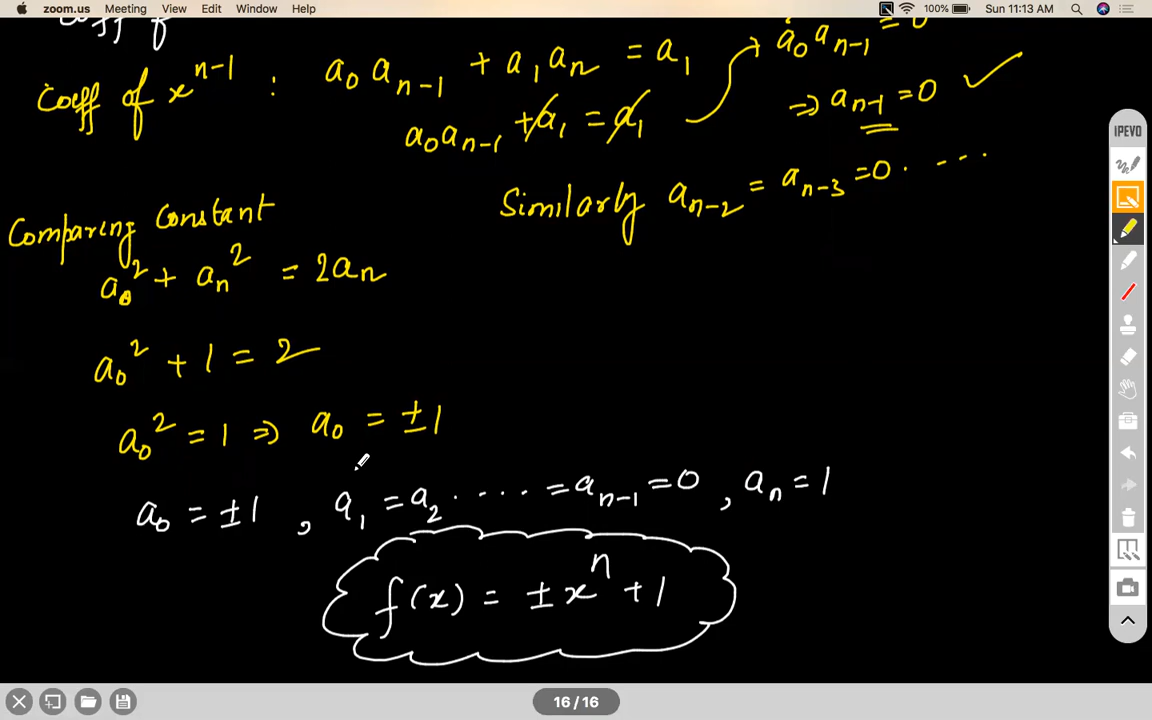 zoom.us Meeting View Edit Window Help 100% Sun 11:13 AM
Coeff of
Coeff of x^{n-1} : a_0 a_{n-1} + a_1 a_n = a_1
a_0 a_{n-1} + a_1 = a_1
a_0 a_{n-1} = 0
⇒ a_{n-1} = 0 ✓
Similarly a_{n-2} = a_{n-3} = 0. ...
Comparing Constant
a_0^2 + a_n^2 = 2a_n
a_0^2 + 1 = 2
a_0^2 = 1 ⇒ a_0 = ±1
a_0 = ±1 , a_1 = a_2 .... = a_{n-1} = 0 , a_n = 1
f(x) = ± x^n + 1
IPEVO
16 / 16